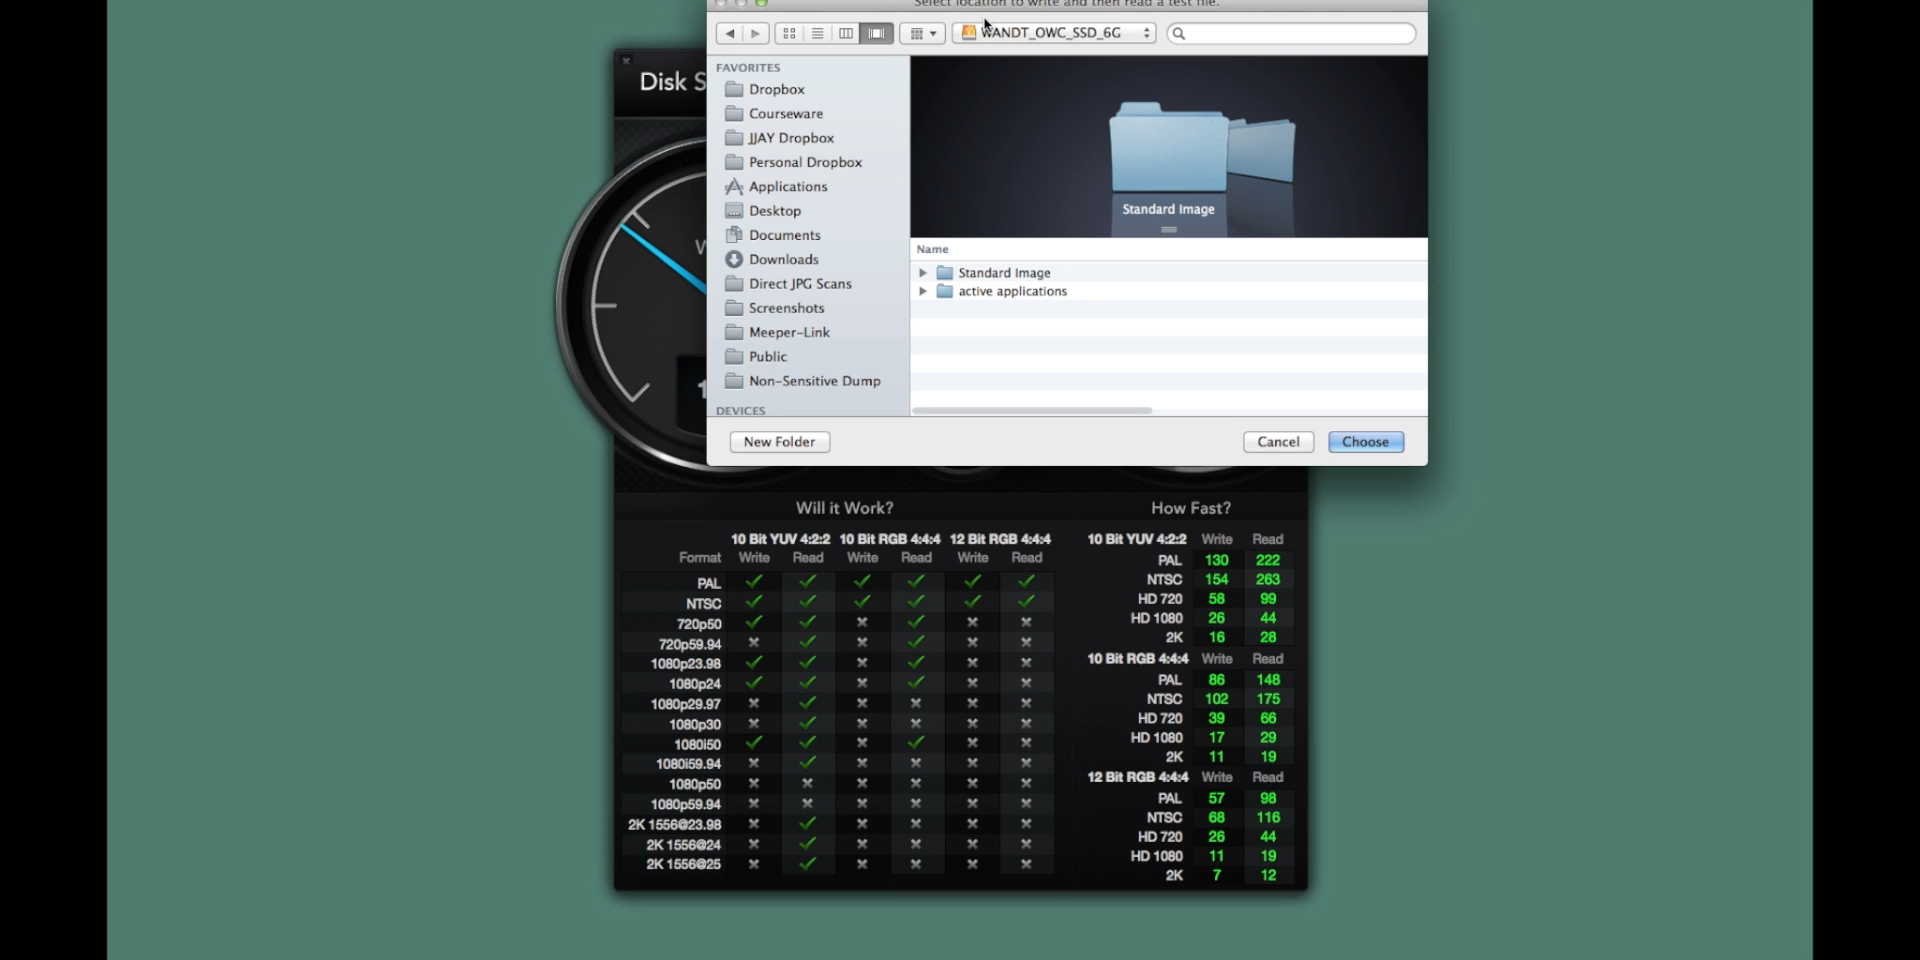 Select location to write and then read a test file.
WANDT_OWC_SSD_6G
Disk S
FAVORITES
Dropbox
Courseware
JJAY Dropbox
Personal Dropbox
Applications
Desktop
Documents
Downloads
Direct JPG Scans
Screenshots
Meeper-Link
Public
Non-Sensitive Dump
DEVICES
Standard Image
Name
Standard Image
active applications
New Folder
Cancel
Choose
Will it Work?
10 Bit YUV 4:2:2 10 Bit RGB 4:4:4 12 Bit RGB 4:4:4
Format Write Read Write Read Write Read
PAL
NTSC
720p50
720p59.94
1080p23.98
1080p24
1080p29.97
1080p30
1080i50
1080i59.94
1080p50
1080p59.94
2K 1556@23.98
2K 1556@24
2K 1556@25
How Fast?
10 Bit YUV 4:2:2 Write Read
PAL 130 222
NTSC 154 263
HD 720 58 99
HD 1080 26 44
2K 16 28
10 Bit RGB 4:4:4 Write Read
PAL 86 148
NTSC 102 175
HD 720 39 66
HD 1080 17 29
2K 11 19
12 Bit RGB 4:4:4 Write Read
PAL 57 98
NTSC 68 116
HD 720 26 44
HD 1080 11 19
2K 7 12